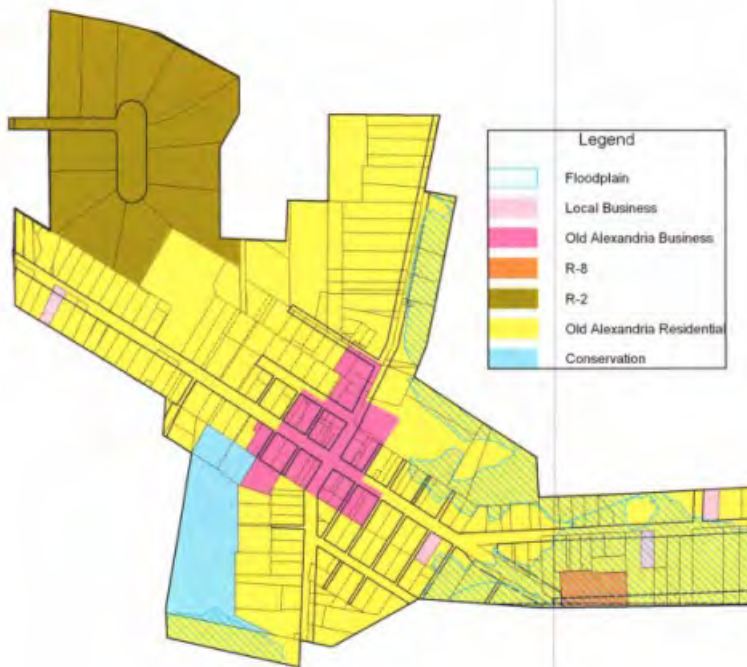 Legend
Floodplain
Local Business
Old Alexandria Business
R-8
R-2
Old Alexandria Residential
Conservation